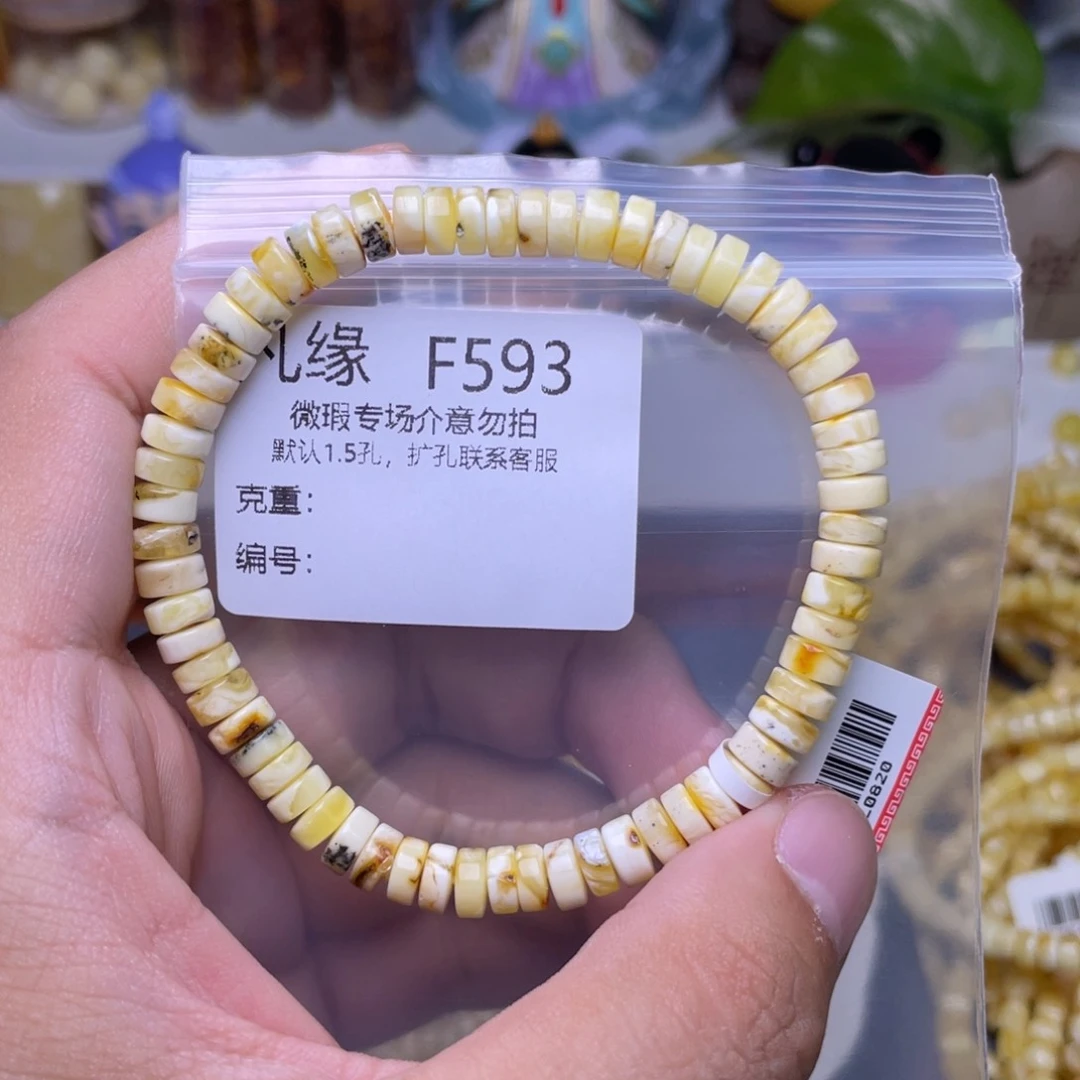 缘 F593
微瑕专场介意勿拍
默认1.5孔，扩孔联系客服
克重：
编号：
0820